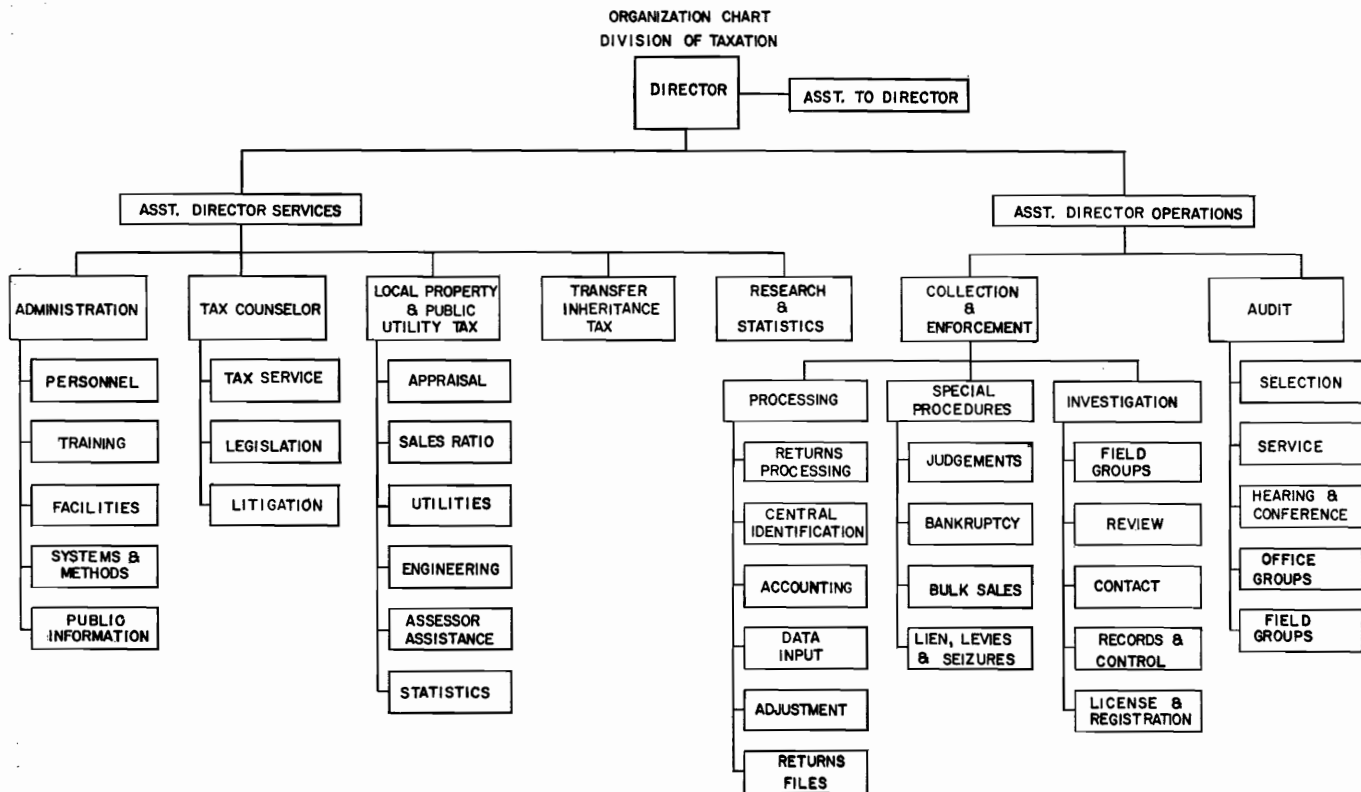 ORGANIZATION CHART
DIVISION OF TAXATION
DIRECTOR
ASST. TO DIRECTOR
ASST. DIRECTOR SERVICES
ASST. DIRECTOR OPERATIONS
ADMINISTRATION
TAX COUNSELOR
LOCAL PROPERTY
& PUBLIC
UTILITY TAX
TRANSFER
INHERITANCE
TAX
RESEARCH
&
STATISTICS
COLLECTION
&
ENFORCEMENT
AUDIT
PERSONNEL
TRAINING
FACILITIES
SYSTEMS &
METHODS
PUBLIC
INFORMATION
TAX SERVICE
LEGISLATION
LITIGATION
APPRAISAL
SALES RATIO
UTILITIES
ENGINEERING
ASSESSOR
ASSISTANCE
STATISTICS
PROCESSING
RETURNS
PROCESSING
CENTRAL
IDENTIFICATION
ACCOUNTING
DATA
INPUT
ADJUSTMENT
RETURNS
FILES
SPECIAL
PROCEDURES
JUDGEMENTS
BANKRUPTCY
BULK SALES
LIEN, LEVIES
& SEIZURES
INVESTIGATION
FIELD
GROUPS
REVIEW
CONTACT
RECORDS &
CONTROL
LICENSE &
REGISTRATION
SELECTION
SERVICE
HEARING &
CONFERENCE
OFFICE
GROUPS
FIELD
GROUPS